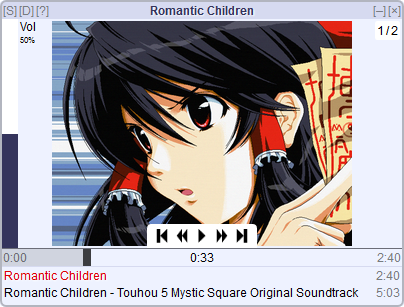 [S] [D] [?] Romantic Children [–] [×]
Vol
50%
1/2
0:00 0:33 2:40
Romantic Children 2:40
Romantic Children - Touhou 5 Mystic Square Original Soundtrack 5:03